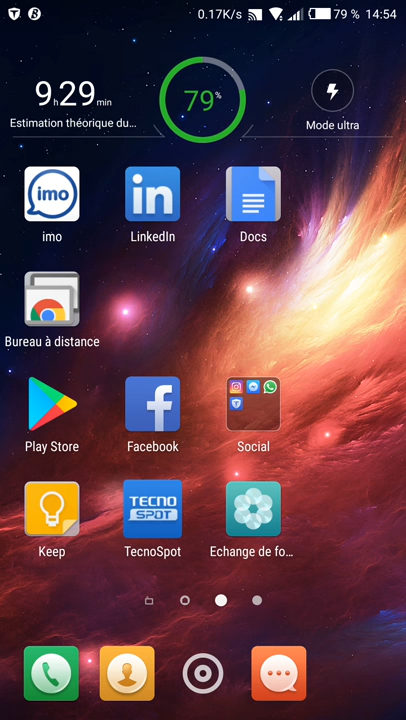 0.17K/s 79 % 14:54
9h29min
79%
Estimation théorique du...
Mode ultra
imo
in
imo
LinkedIn
Docs
Bureau à distance
Play Store
Facebook
Social
TECNO
SPOT
Keep
TecnoSpot
Echange de fo...